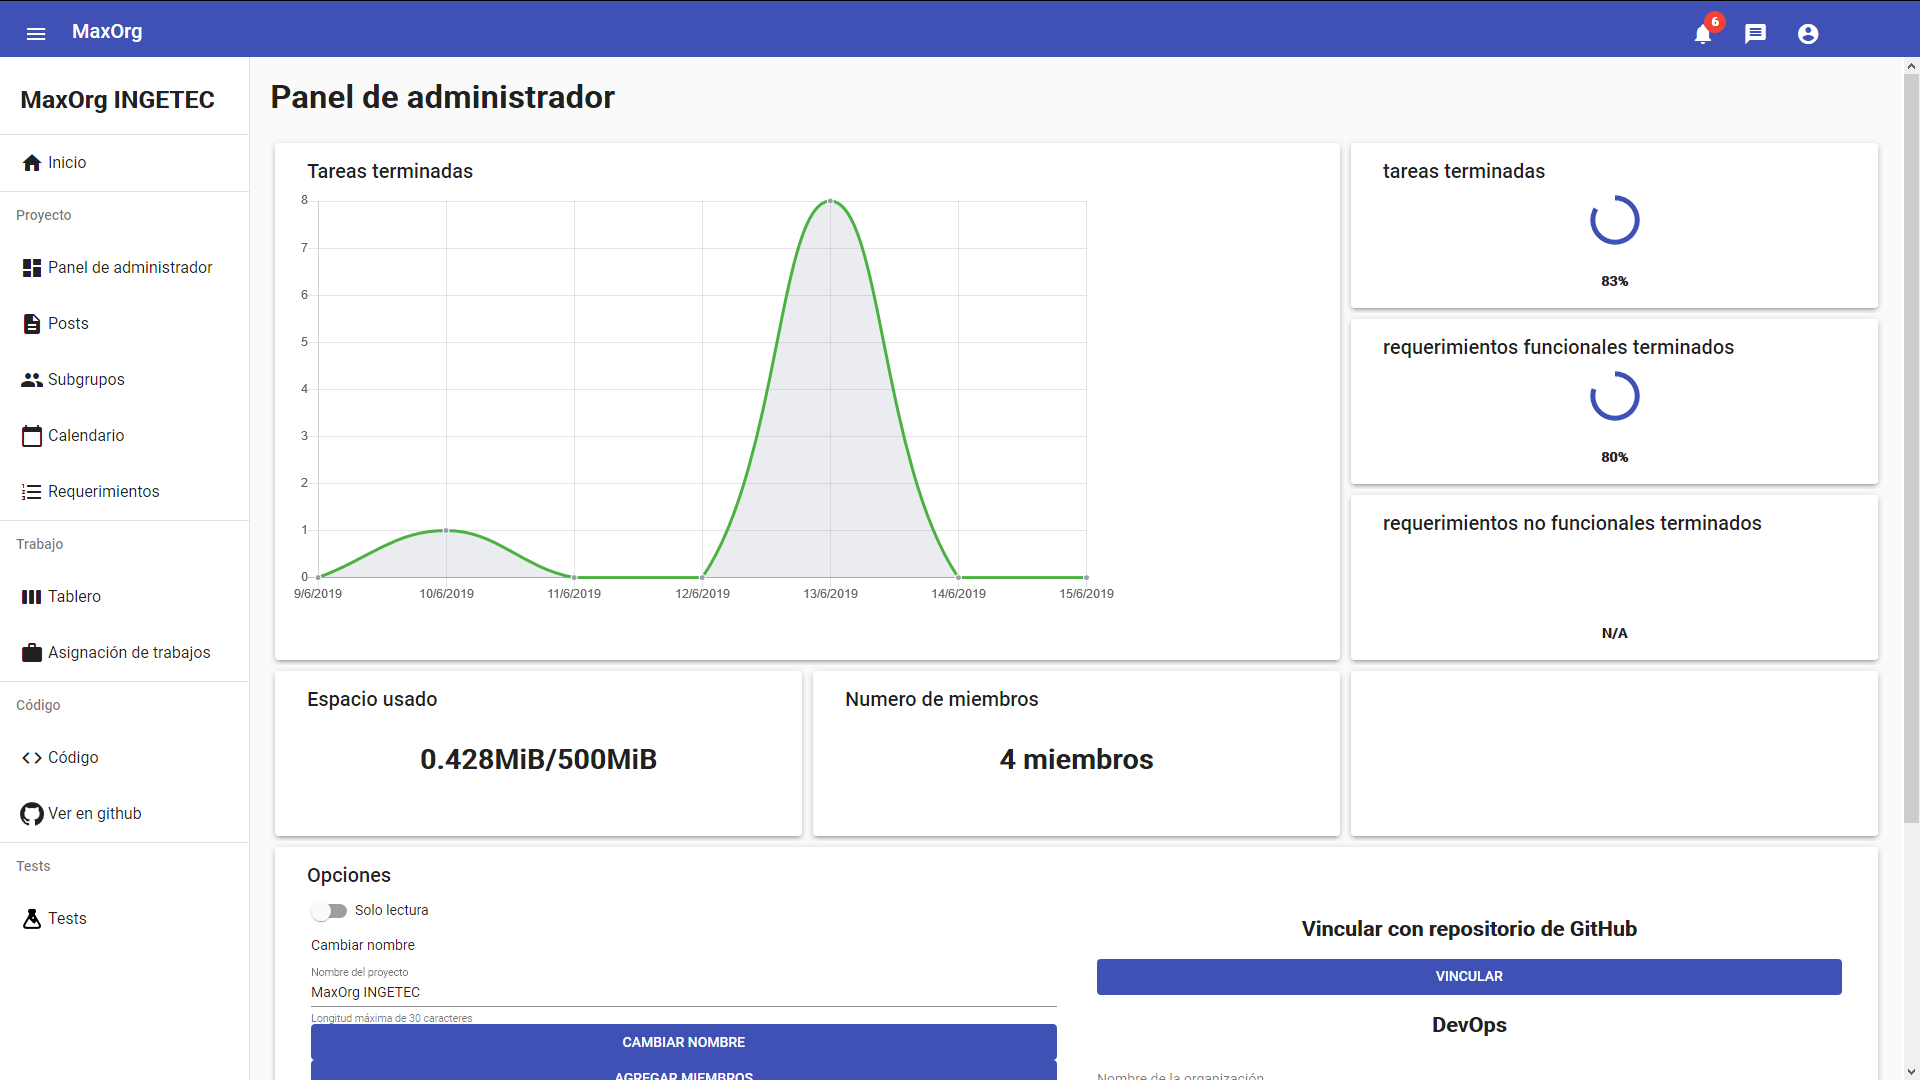 MaxOrg
6
MaxOrg INGETEC
Inicio
Proyecto
Panel de administrador
Posts
Subgrupos
Calendario
Requerimientos
Trabajo
Tablero
Asignación de trabajos
Código
Código
Ver en github
Tests
Tests
Panel de administrador
Tareas terminadas
8
7
6
5
4
3
2
1
0
9/6/2019 10/6/2019 11/6/2019 12/6/2019 13/6/2019 14/6/2019 15/6/2019
tareas terminadas
83%
requerimientos funcionales terminados
80%
requerimientos no funcionales terminados
N/A
Espacio usado
0.428MiB/500MiB
Numero de miembros
4 miembros
Opciones
Solo lectura
Cambiar nombre
Nombre del proyecto
MaxOrg INGETEC
Longitud máxima de 30 caracteres
CAMBIAR NOMBRE
AGREGAR MIEMBROS
Vincular con repositorio de GitHub
VINCULAR
DevOps
Nombre de la organización